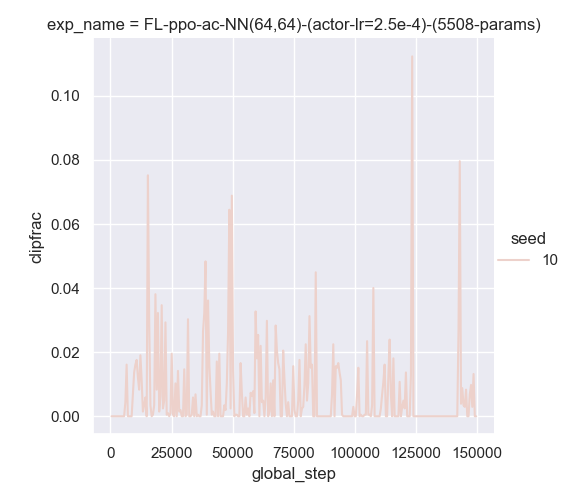 exp_name = FL-ppo-ac-NN(64,64)-(actor-lr=2.5e-4)-(5508-params)
0.10
0.08
0.06
0.04
0.02
0.00
clipfrac
0 25000 50000 75000 100000 125000 150000
global_step
seed
10